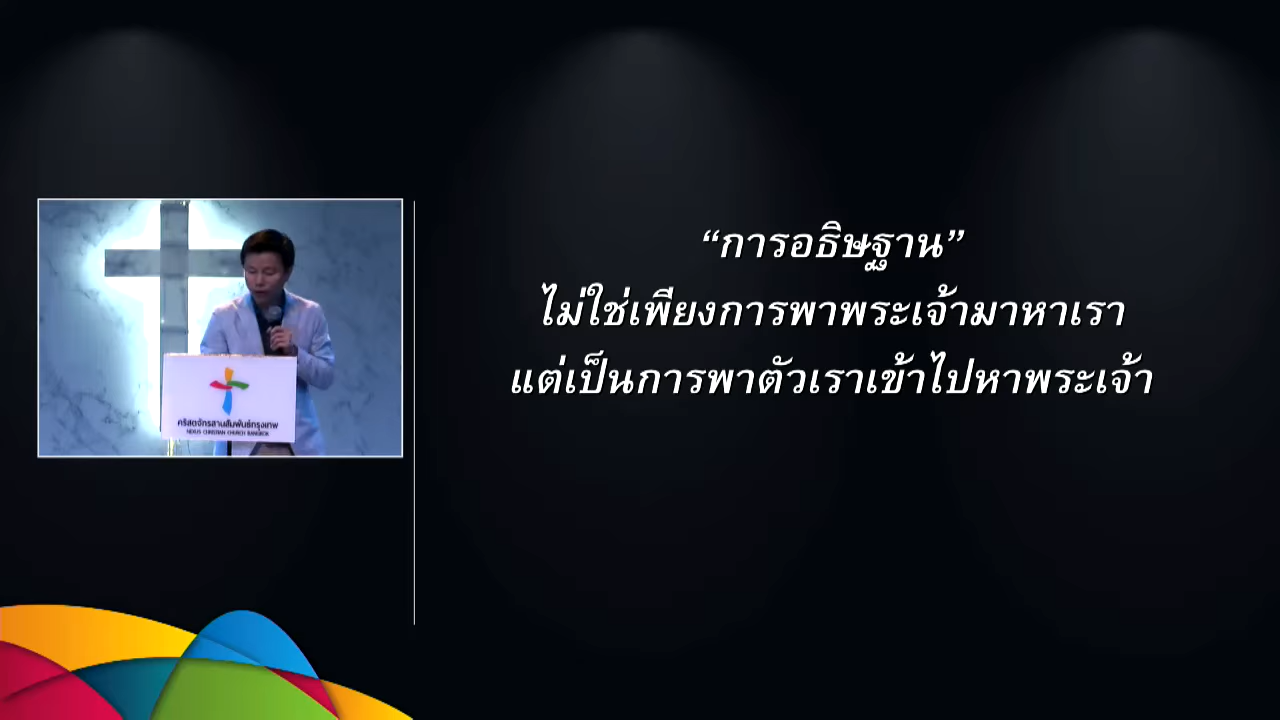 “การอธิษฐาน”
ไม่ใช่เพียงการพาพระเจ้ามาหาเรา
แต่เป็นการพาตัวเราเข้าไปหาพระเจ้า
คริสตจักรสานสัมพันธ์กรุงเทพ
NEXUS CHRISTIAN CHURCH BANGKOK